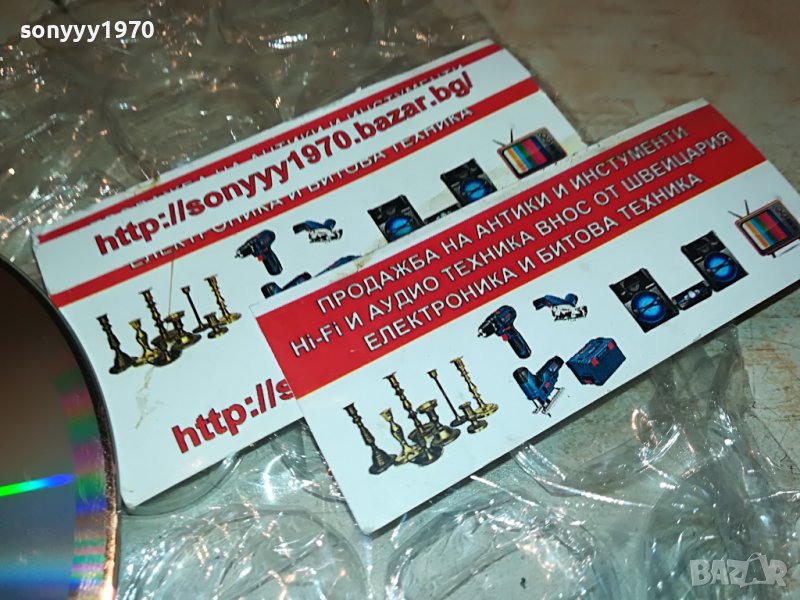 sonyyy1970
http://sonyyy1970.bazar.bg/
ЕЛЕКТРОНИКА И БИТОВА ТЕХНИКА
http://s
ПРОДАЖБА НА АНТИКИ И ИНСТУМЕНТИ
Hi-Fi И АУДИО ТЕХНИКА ВНОС ОТ ШВЕЙЦАРИЯ
ЕЛЕКТРОНИКА И БИТОВА ТЕХНИКА
BAZAR